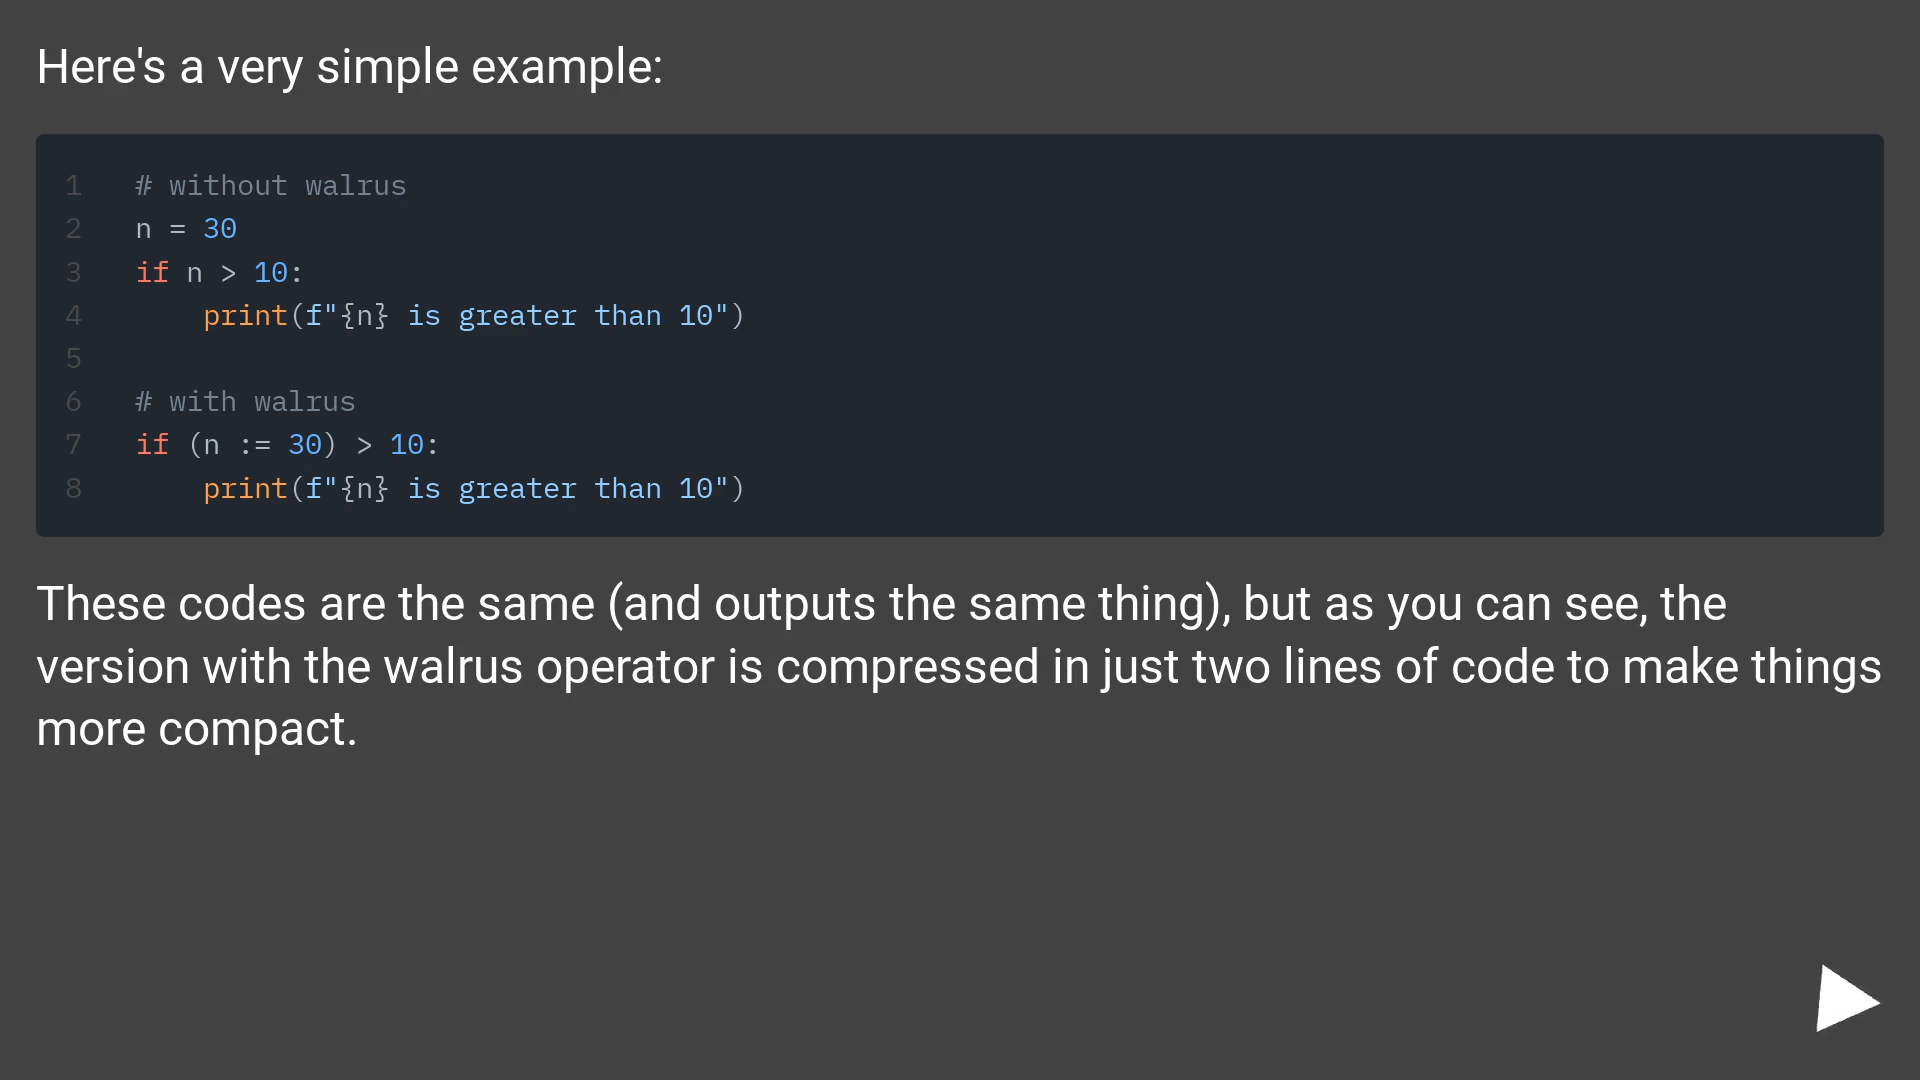 Here's a very simple example:
1 # without walrus
2 n = 30
3 if n > 10:
4     print(f"{n} is greater than 10")
5
6 # with walrus
7 if (n := 30) > 10:
8     print(f"{n} is greater than 10")
These codes are the same (and outputs the same thing), but as you can see, the
version with the walrus operator is compressed in just two lines of code to make things
more compact.